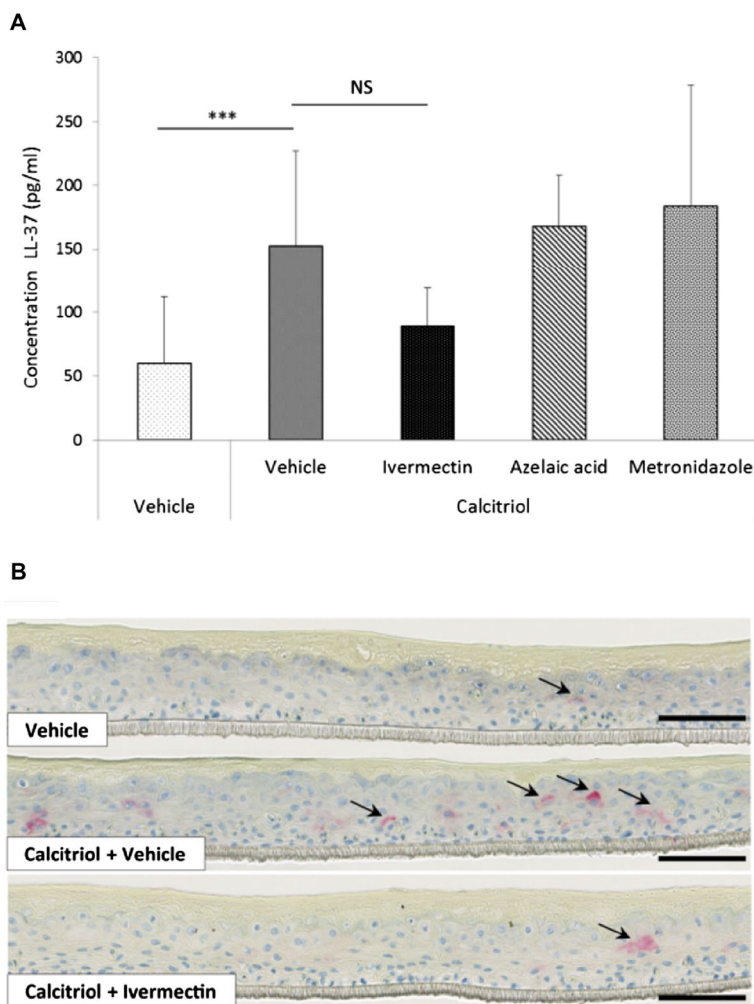 A
300
250
200
150
100
50
0
Concentration LL-37 (pg/ml)
***
NS
Vehicle Ivermectin Azelaic acid Metronidazole
Vehicle Calcitriol
B
Vehicle
Calcitriol + Vehicle
Calcitriol + Ivermectin